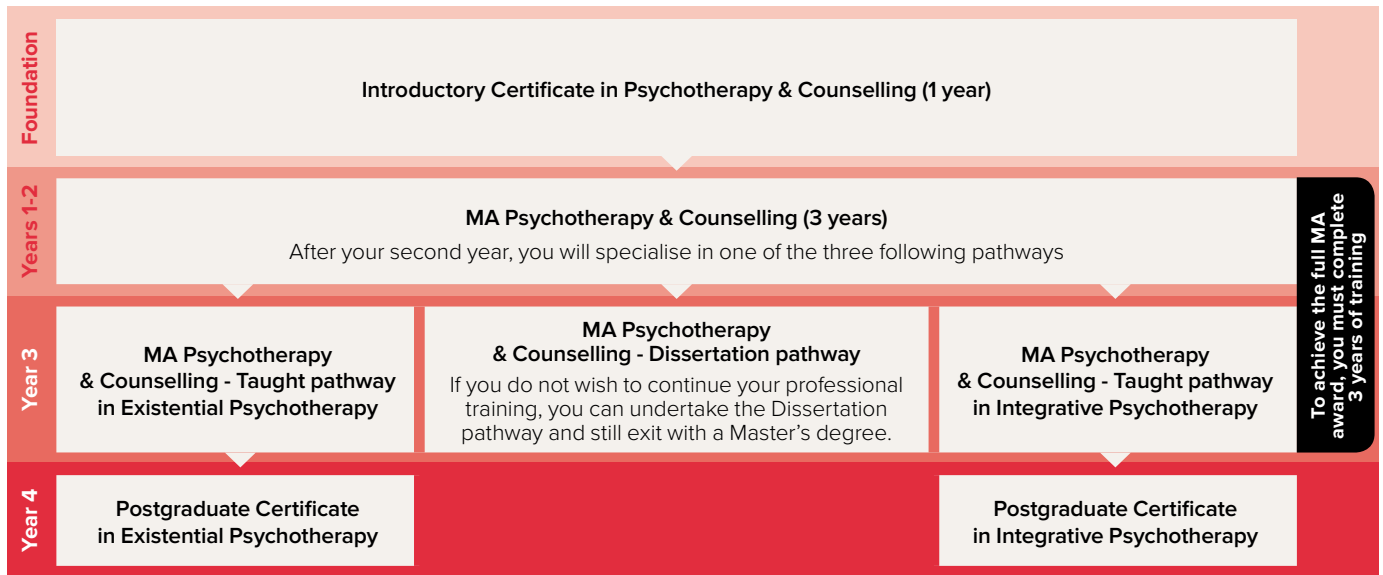 Foundation
Introductory Certificate in Psychotherapy & Counselling (1 year)
Years 1-2
MA Psychotherapy & Counselling (3 years)
After your second year, you will specialise in one of the three following pathways
To achieve the full MA
award, you must complete
3 years of training
Year 3
MA Psychotherapy
& Counselling - Taught pathway
in Existential Psychotherapy
MA Psychotherapy
& Counselling - Dissertation pathway
If you do not wish to continue your professional
training, you can undertake the Dissertation
pathway and still exit with a Master’s degree.
MA Psychotherapy
& Counselling - Taught pathway
in Integrative Psychotherapy
Year 4
Postgraduate Certificate
in Existential Psychotherapy
Postgraduate Certificate
in Integrative Psychotherapy